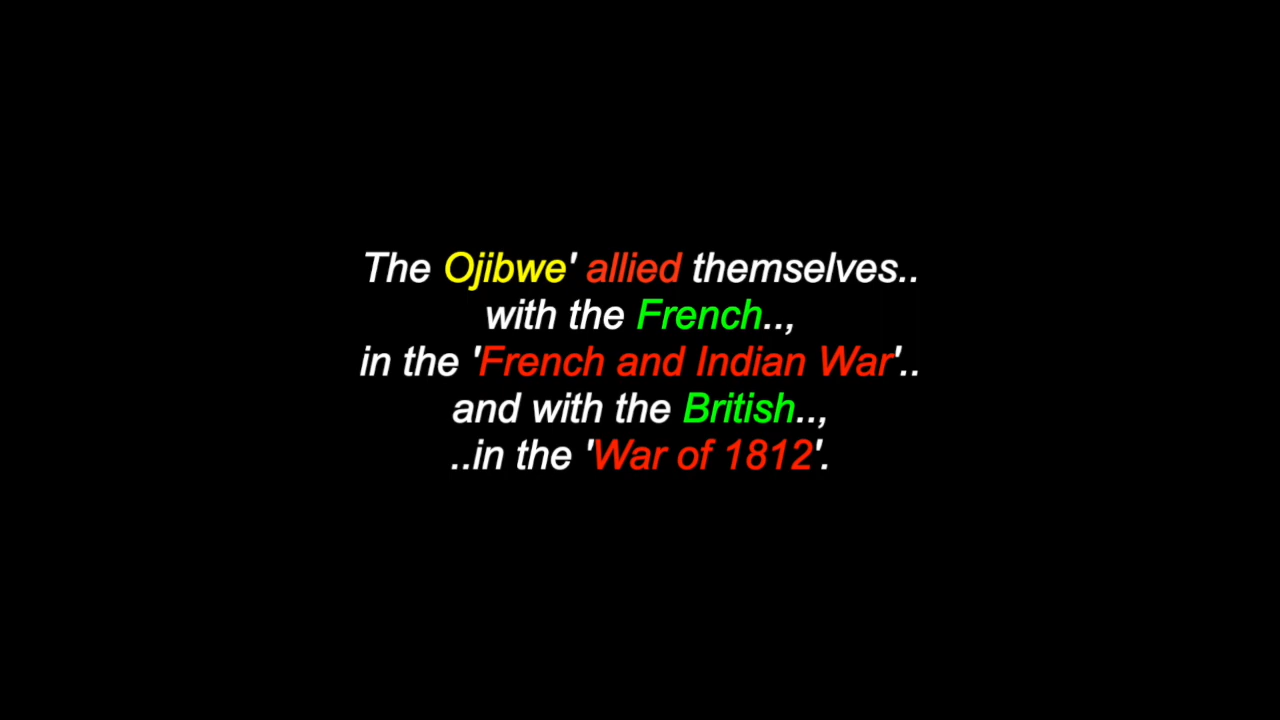 The Ojibwe' allied themselves..
with the French..,
in the 'French and Indian War'..
and with the British..,
..in the 'War of 1812'.